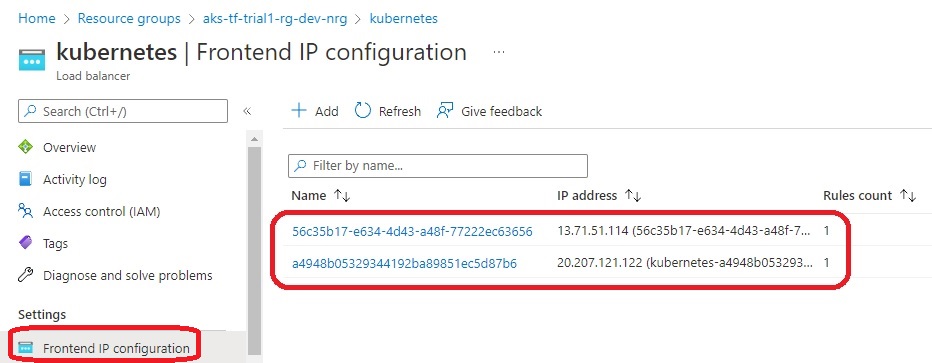 Home > Resource groups > aks-tf-trial1-rg-dev-nrg > kubernetes
kubernetes | Frontend IP configuration ...
Load balancer
Search (Ctrl+/) «
+ Add Refresh Give feedback
Overview
Activity log
Access control (IAM)
Tags
Diagnose and solve problems
Settings
Frontend IP configuration
Filter by name...
Name ↑↓ IP address ↑↓ Rules count ↑↓
56c35b17-e634-4d43-a48f-77222ec63656 13.71.51.114 (56c35b17-e634-4d43-a48f-7... 1
a4948b05329344192ba89851ec5d87b6 20.207.121.122 (kubernetes-a4948b053293... 1